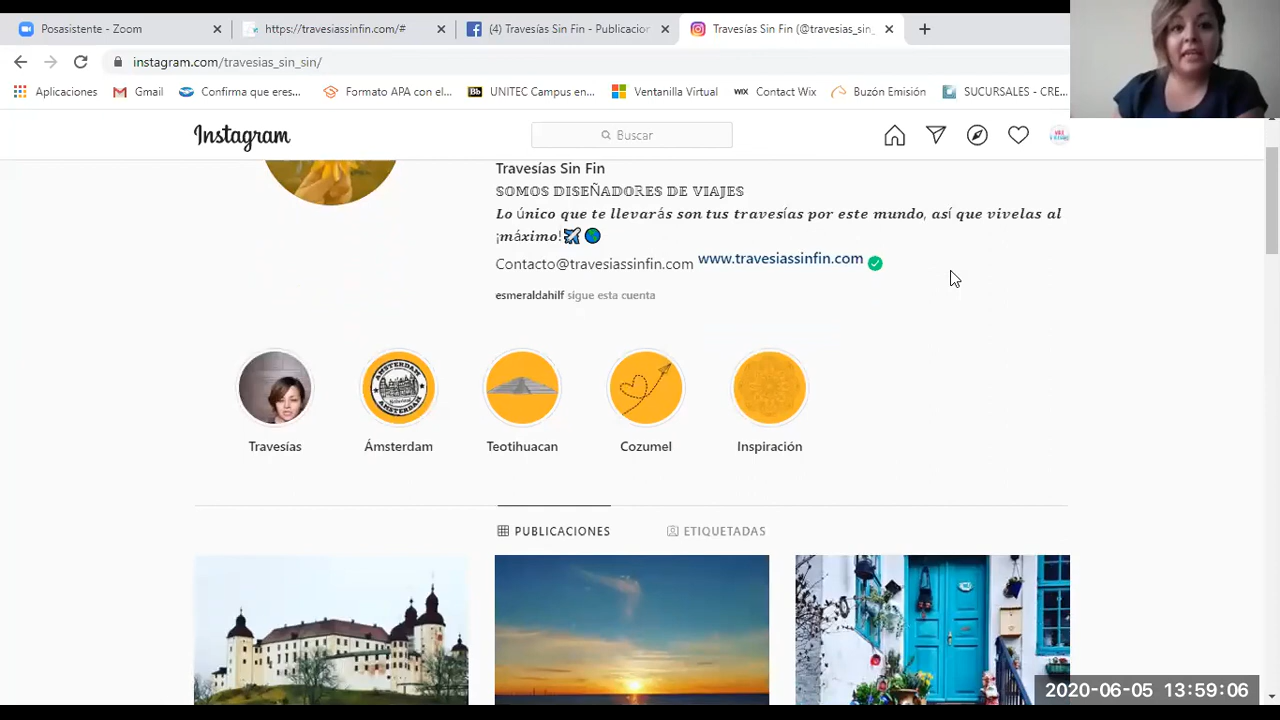 Posasistente - Zoom
https://travesiassinfin.com/#
(4) Travesías Sin Fin - Publicacior
Travesías Sin Fin (@travesias_sin_
instagram.com/travesias_sin_sin/
Aplicaciones
Gmail
Confirma que eres...
Formato APA con el...
UNITEC Campus en...
Ventanilla Virtual
WIX Contact Wix
Buzón Emisión
SUCURSALES - CRE...
Instagram
Buscar
Travesías Sin Fin
𝕊𝕆𝕄𝕆𝕊 𝔻𝕀𝕊𝔼Ñ𝔸𝔻𝕆ℝ𝔼𝕊 𝔻𝔼 𝕍𝕀𝔸𝕁𝔼𝕊
Lo único que te llevarás son tus travesías por este mundo, así que vivelas al
¡máximo!✈️🌎
Contacto@travesiassinfin.com www.travesiassinfin.com
esmeraldahilf sigue esta cuenta
AMSTERDAM
AMSTERDAM
Travesías
Ámsterdam
Teotihuacan
Cozumel
Inspiración
PUBLICACIONES
ETIQUETADAS
2020-06-05 13:59:06